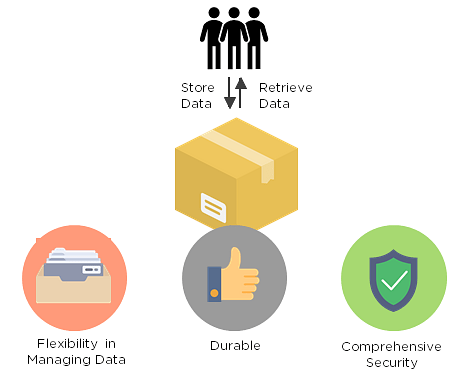 Store
Data
Retrieve
Data
Flexibility in
Managing Data
Durable
Comprehensive
Security